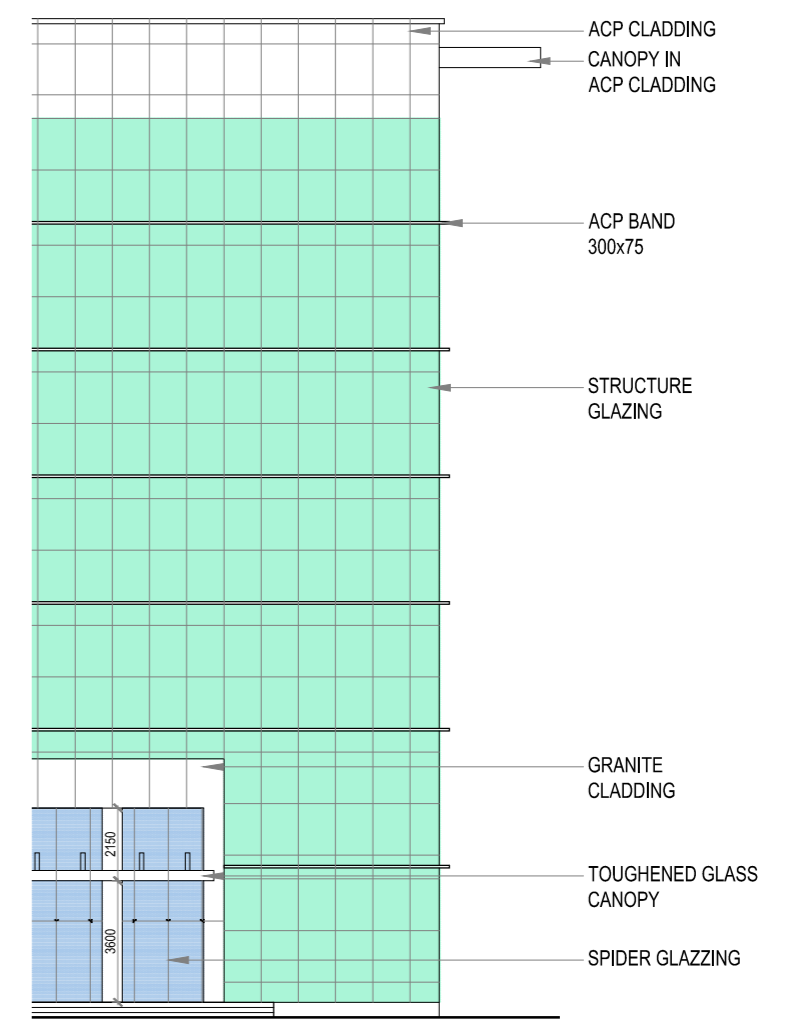 ACP CLADDING
CANOPY IN
ACP CLADDING
ACP BAND
300x75
STRUCTURE
GLAZING
GRANITE
CLADDING
2150
TOUGHENED GLASS
CANOPY
3600
SPIDER GLAZZING